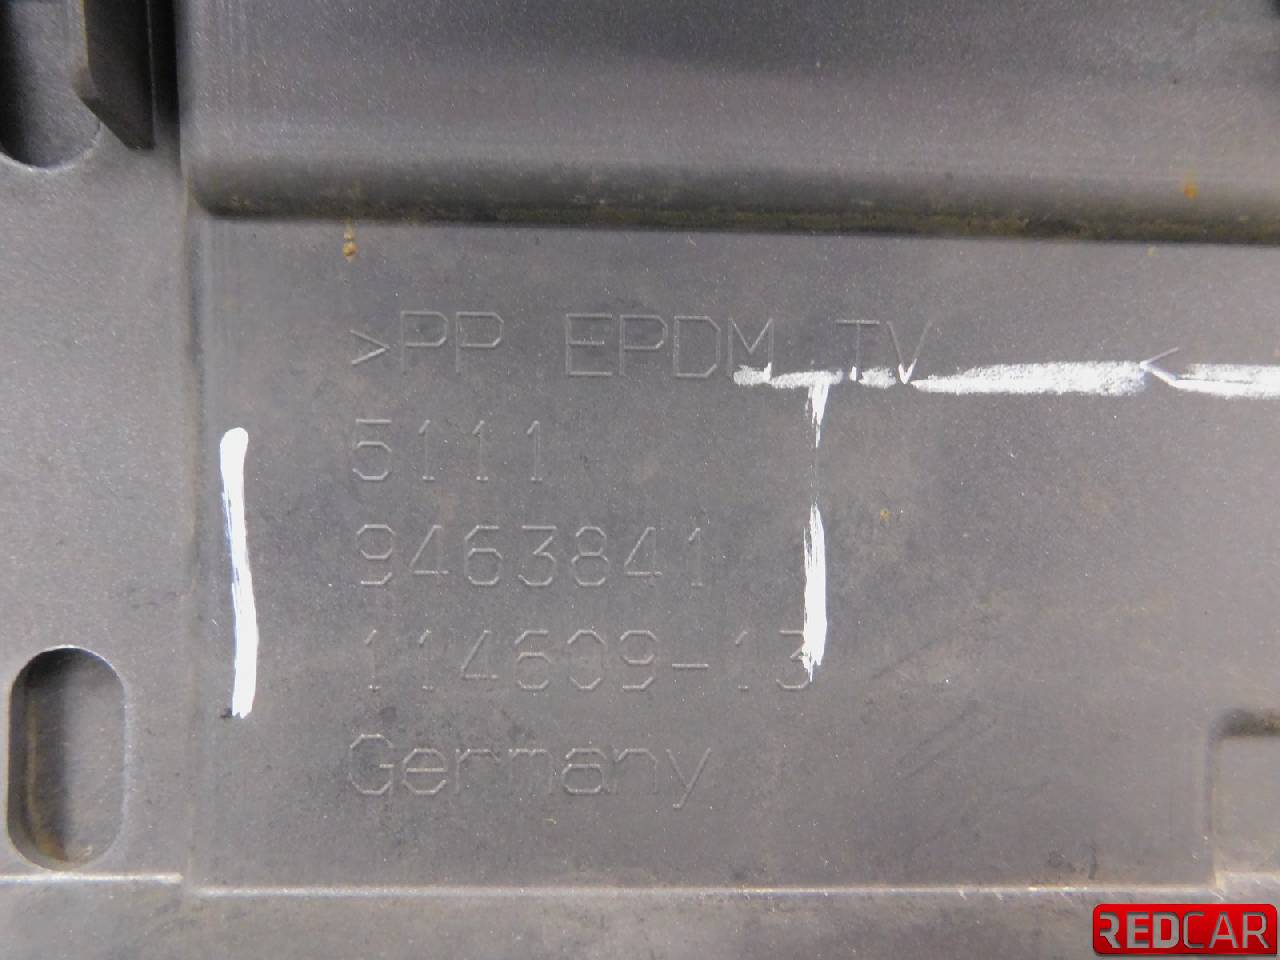 >PP EPDM TV <
5111
9463841
114609-13
Germany
REDCAR